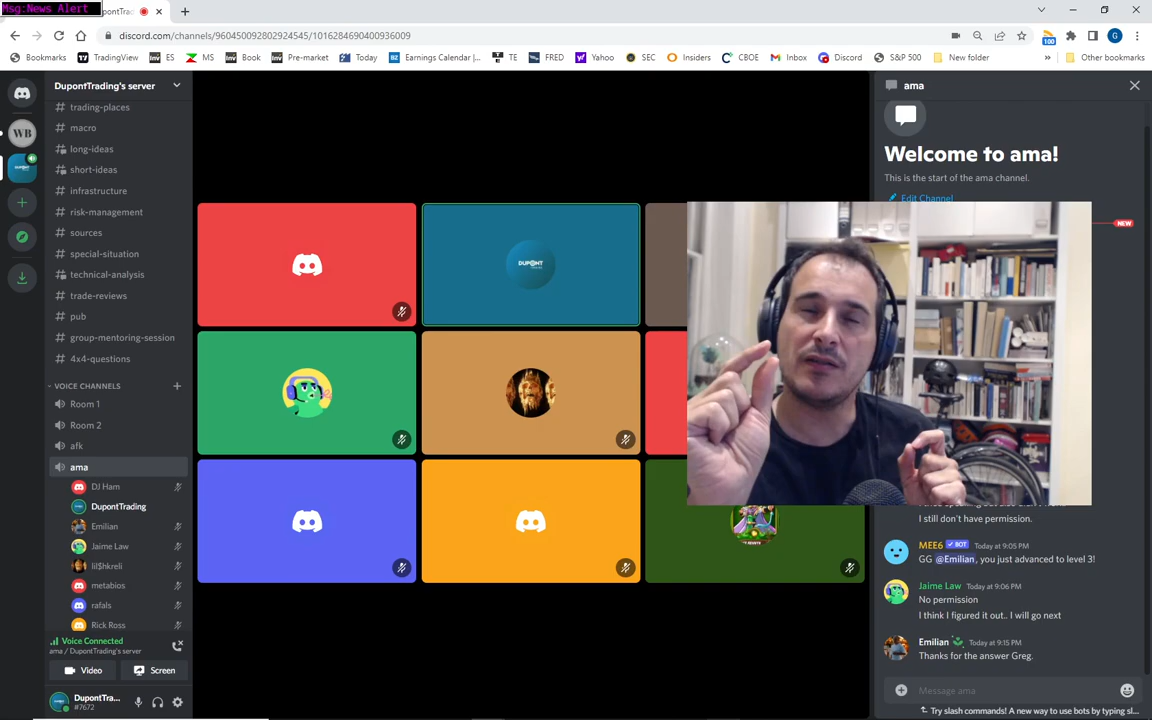 Msg:News Alert
DupontTrad
discord.com/channels/960450092802924545/1016284690400936009
100
G
Bookmarks
TradingView
ES
MS
Book
Pre-market
Today
Earnings Calendar |...
TE
FRED
Yahoo
SEC
Insiders
CBOE
Inbox
Discord
S&P 500
New folder
»
Other bookmarks
DupontTrading's server
# trading-places
# macro
# long-ideas
# short-ideas
# infrastructure
# risk-management
# sources
# special-situation
# technical-analysis
# trade-reviews
# pub
# group-mentoring-session
# 4x4-questions
VOICE CHANNELS
Room 1
Room 2
afk
ama
DJ Ham
DupontTrading
Emilian
Jaime Law
lil$hkreli
metabios
rafals
Rick Ross
Voice Connected
ama / DupontTrading's server
Video
Screen
DupontTra...
#7672
WB
DUPONT
ama
Welcome to ama!
This is the start of the ama channel.
Edit Channel
NEW
I still don't have permission.
MEE6 ✓ BOT Today at 9:05 PM
GG @Emilian, you just advanced to level 3!
Jaime Law Today at 9:06 PM
No permission
I think I figured it out.. I will go next
Emilian Today at 9:15 PM
Thanks for the answer Greg.
Message ama
Try slash commands! A new way to use bots by typing sl...